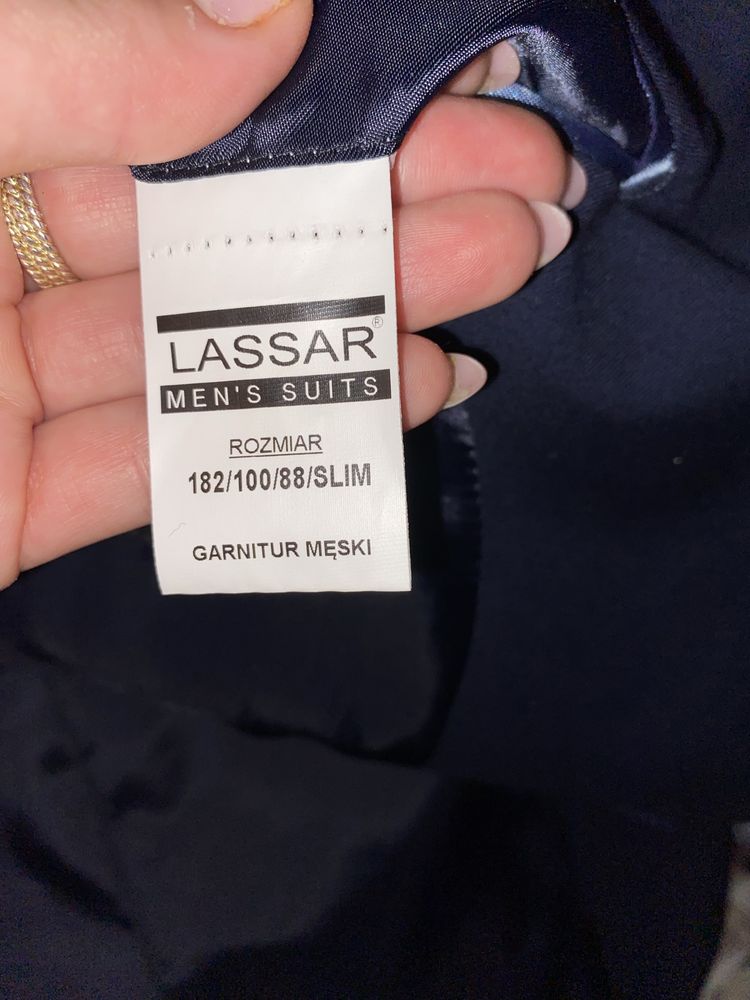 LASSAR®
MEN'S SUITS
ROZMIAR
182/100/88/SLIM
GARNITUR MĘSKI